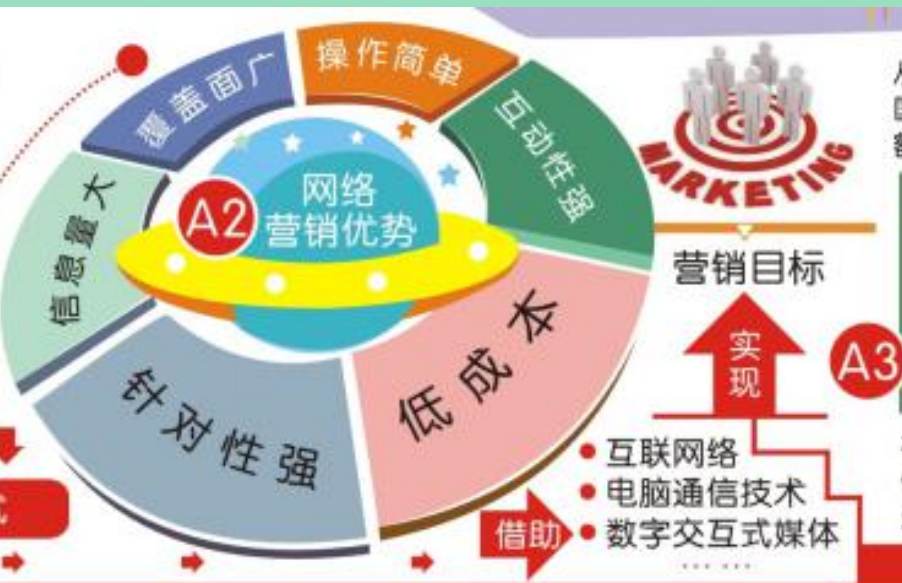 操作简单
覆盖面广
互动性强
信息量大
A2
网络
营销优势
针对性强
低成本
MARKETING
营销目标
实现
A3
借助
互联网络
电脑通信技术
数字交互式媒体
……